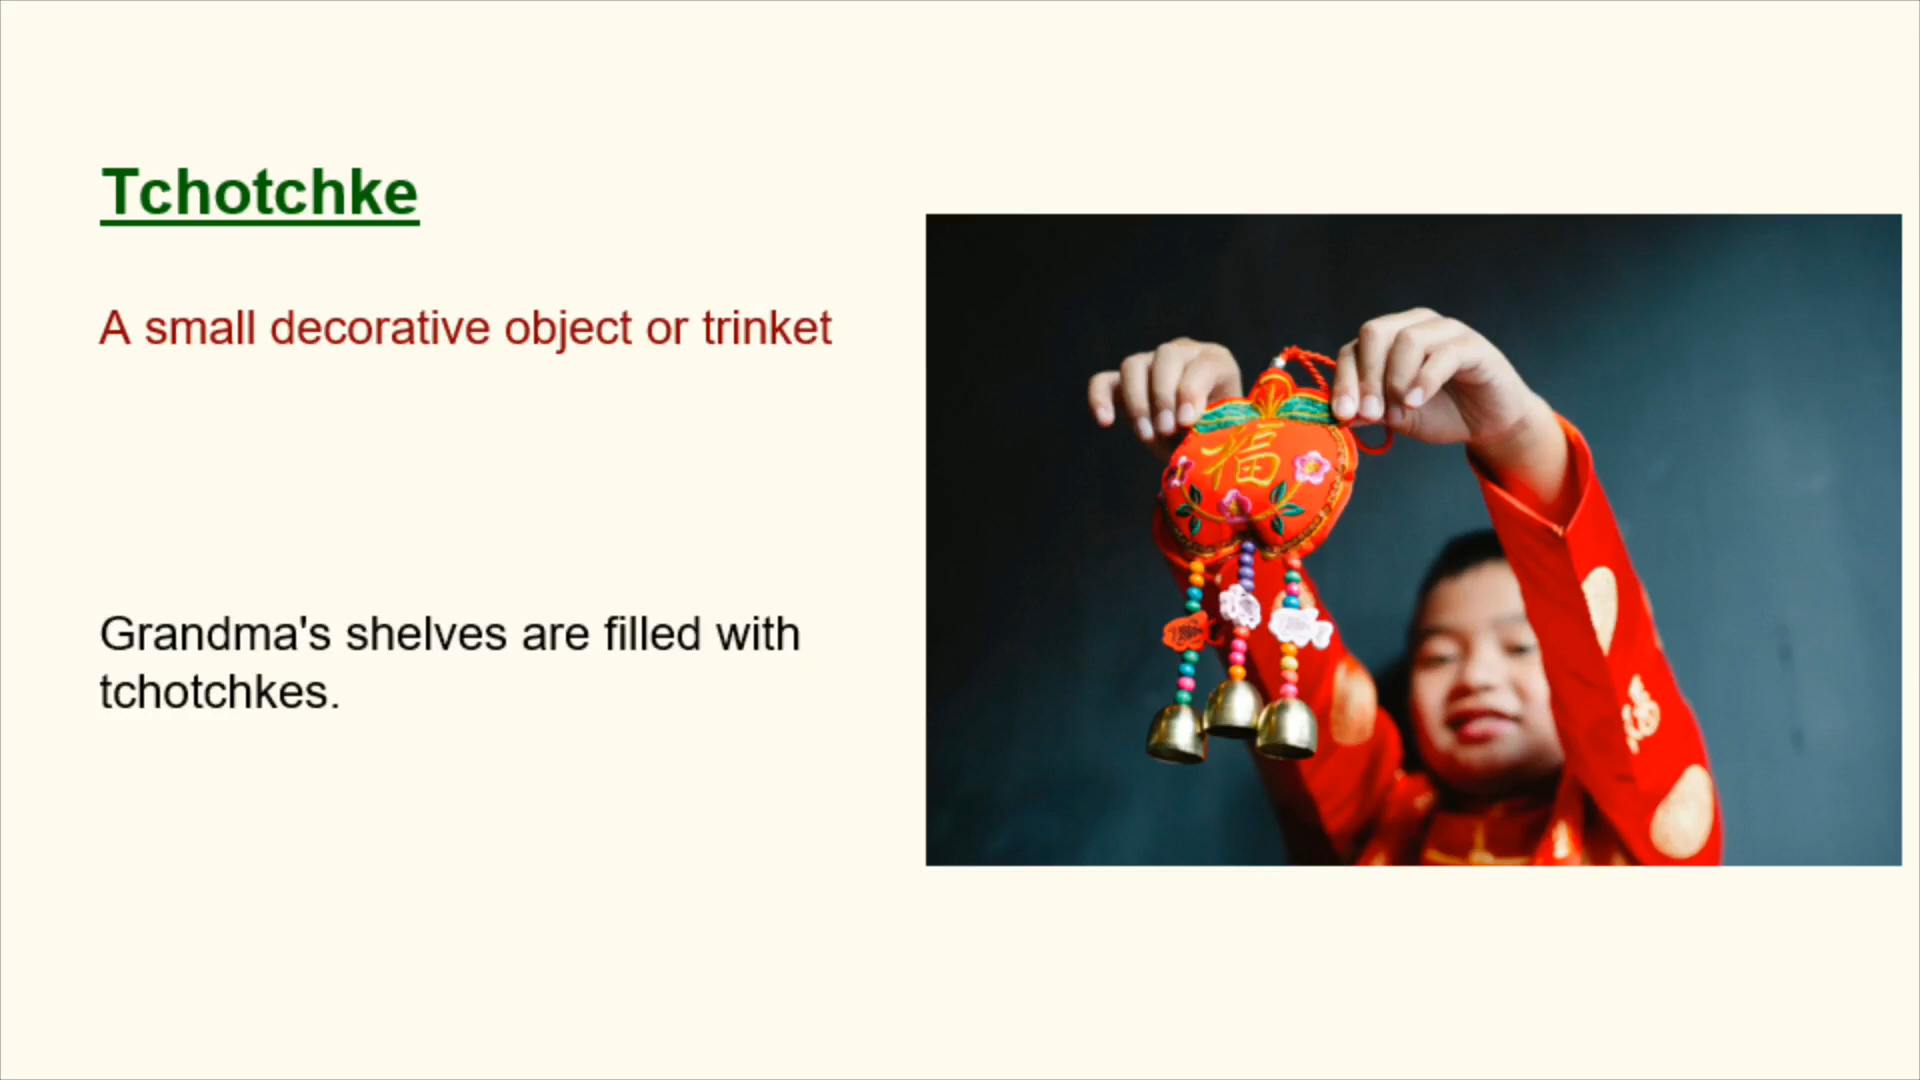 Tchotchke
A small decorative object or trinket
福
Grandma's shelves are filled with
tchotchkes.